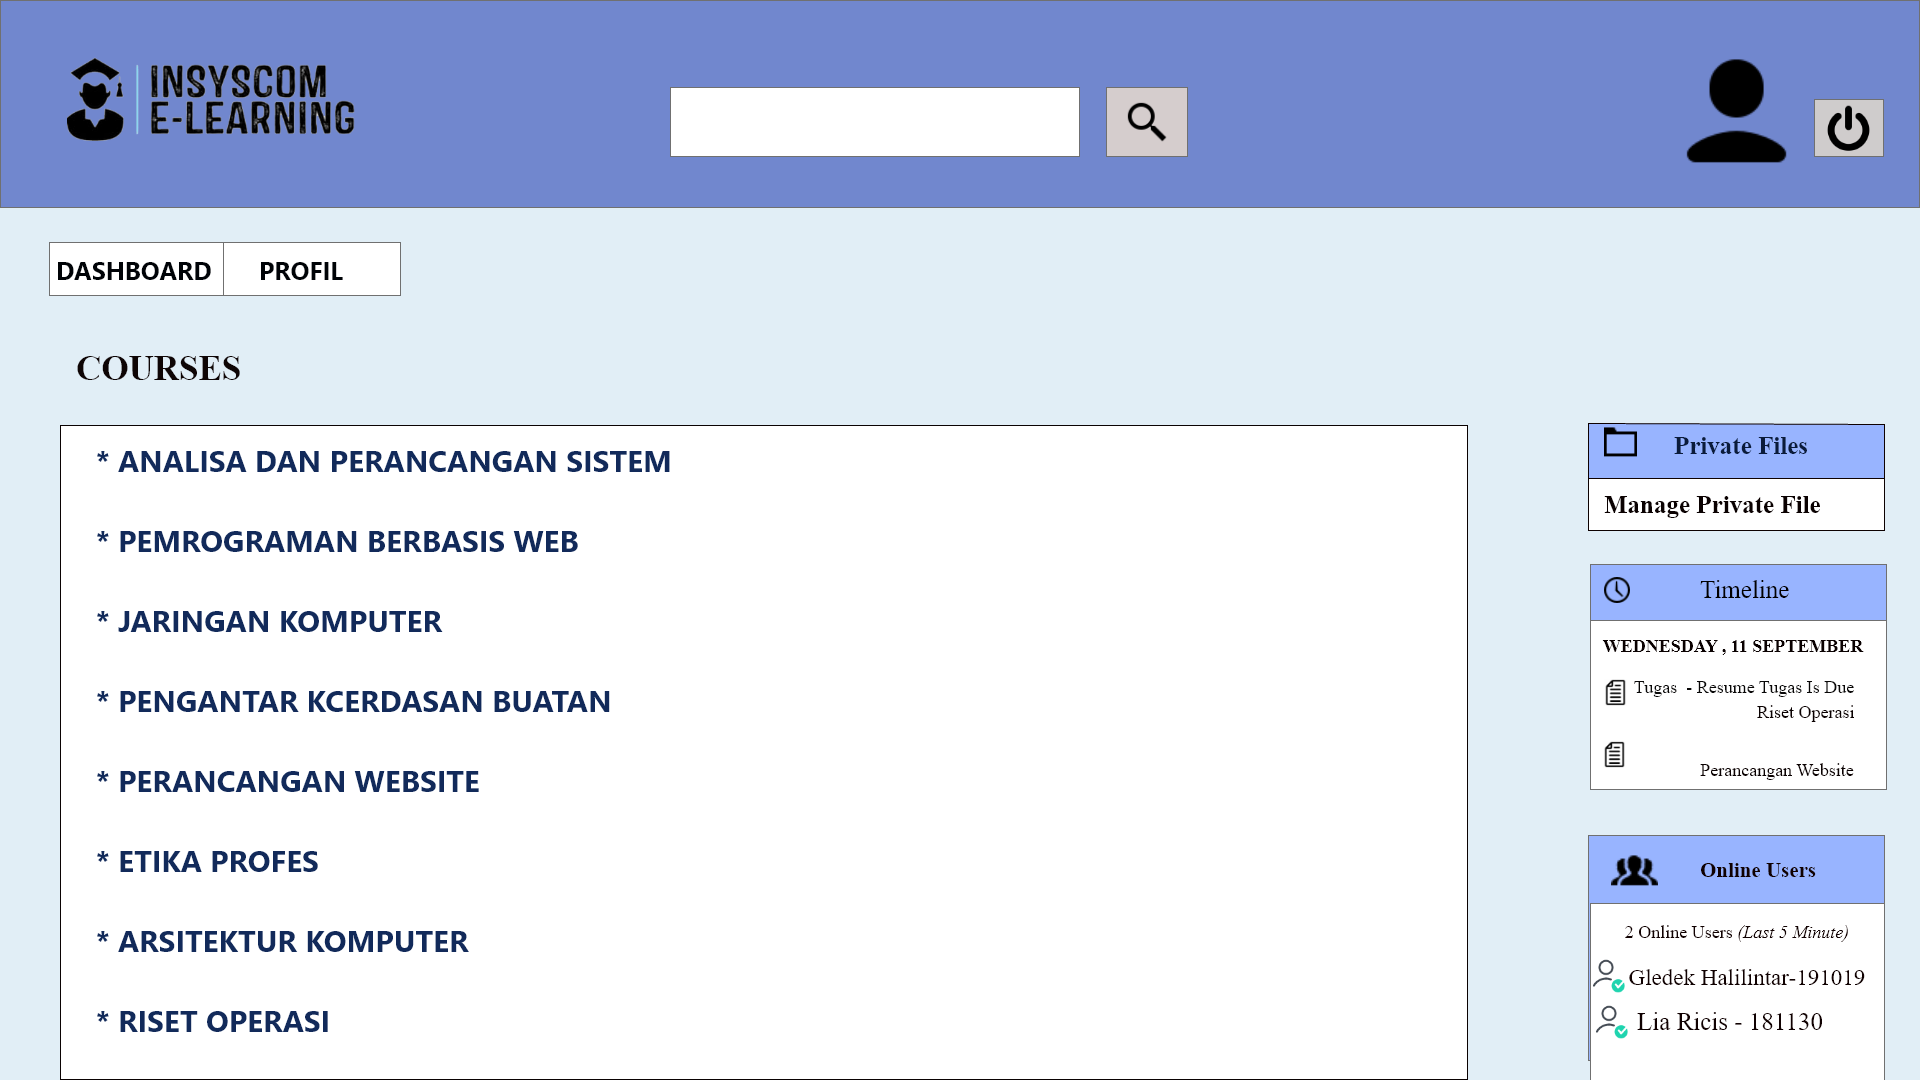 INSYSCOM
E-LEARNING
DASHBOARD
PROFIL
COURSES
* ANALISA DAN PERANCANGAN SISTEM
* PEMROGRAMAN BERBASIS WEB
* JARINGAN KOMPUTER
* PENGANTAR KCERDASAN BUATAN
* PERANCANGAN WEBSITE
* ETIKA PROFES
* ARSITEKTUR KOMPUTER
* RISET OPERASI
Private Files
Manage Private File
Timeline
WEDNESDAY , 11 SEPTEMBER
Tugas - Resume Tugas Is Due
Riset Operasi
Perancangan Website
Online Users
2 Online Users (Last 5 Minute)
Gledek Halilintar-191019
Lia Ricis - 181130